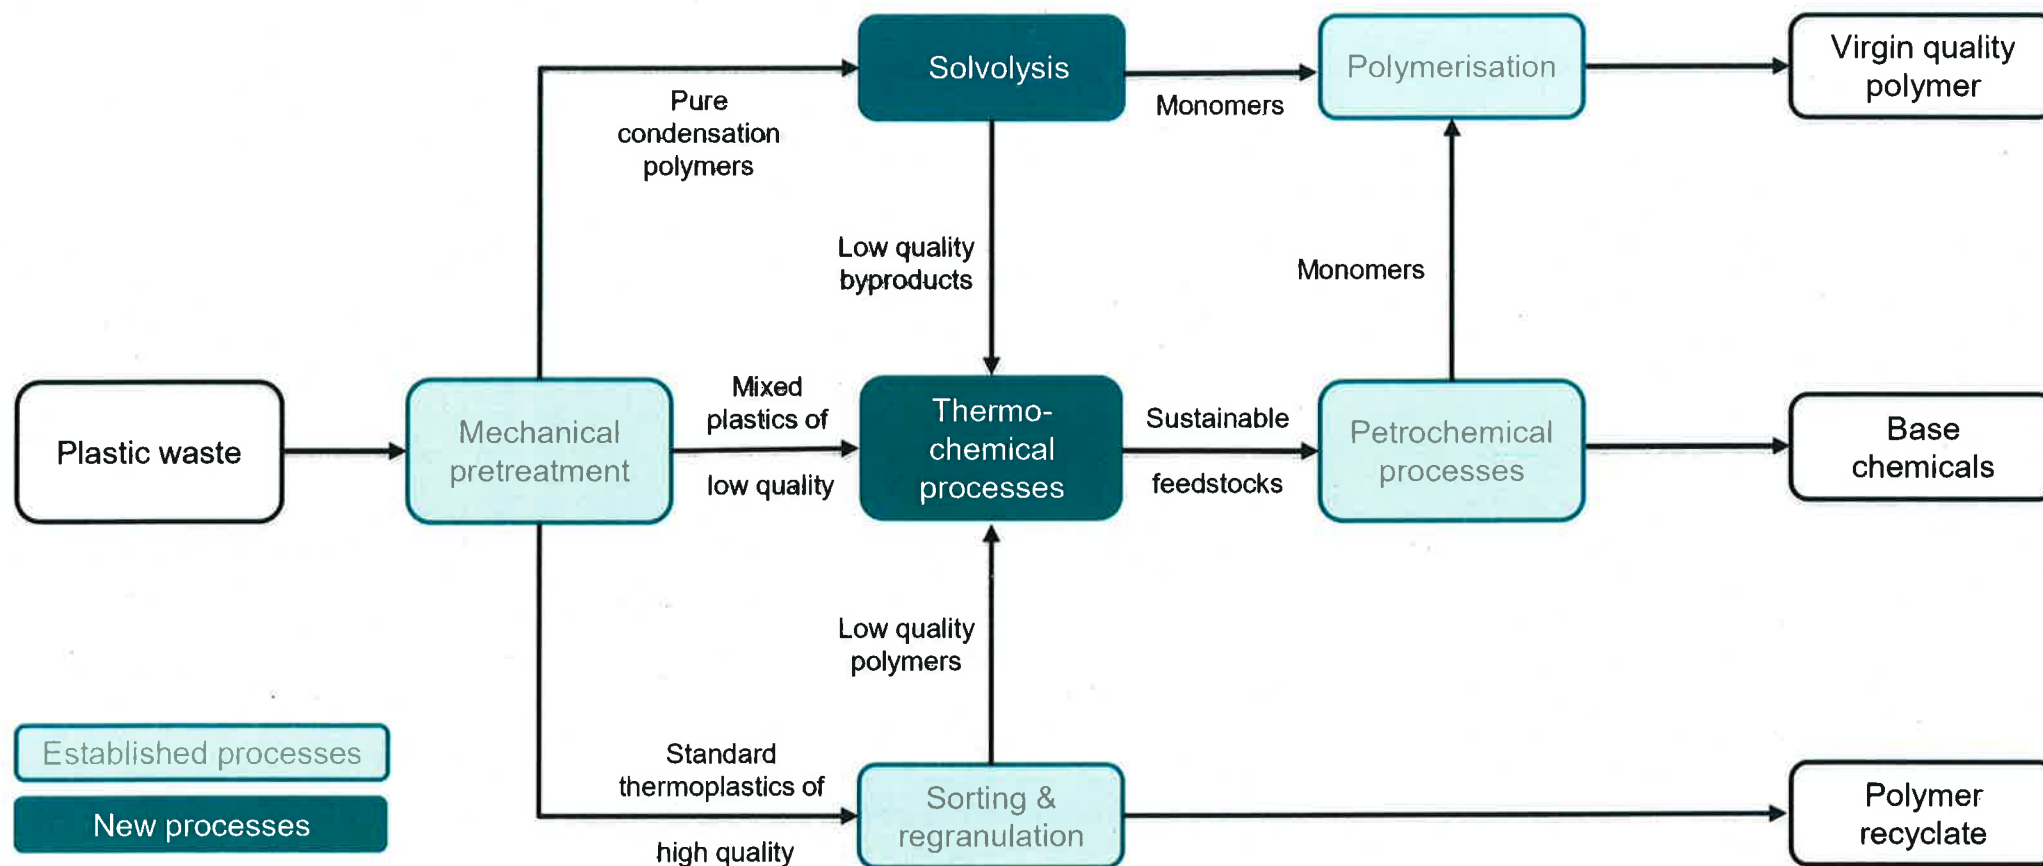 Solvolysis
Polymerisation
Virgin quality
polymer
Pure
condensation
polymers
Monomers
Low quality
byproducts
Monomers
Plastic waste
Mechanical
pretreatment
Mixed
plastics of
low quality
Thermo-
chemical
processes
Sustainable
feedstocks
Petrochemical
processes
Base
chemicals
Low quality
polymers
Established processes
New processes
Standard
thermoplastics of
high quality
Sorting &
regranulation
Polymer
recyclate